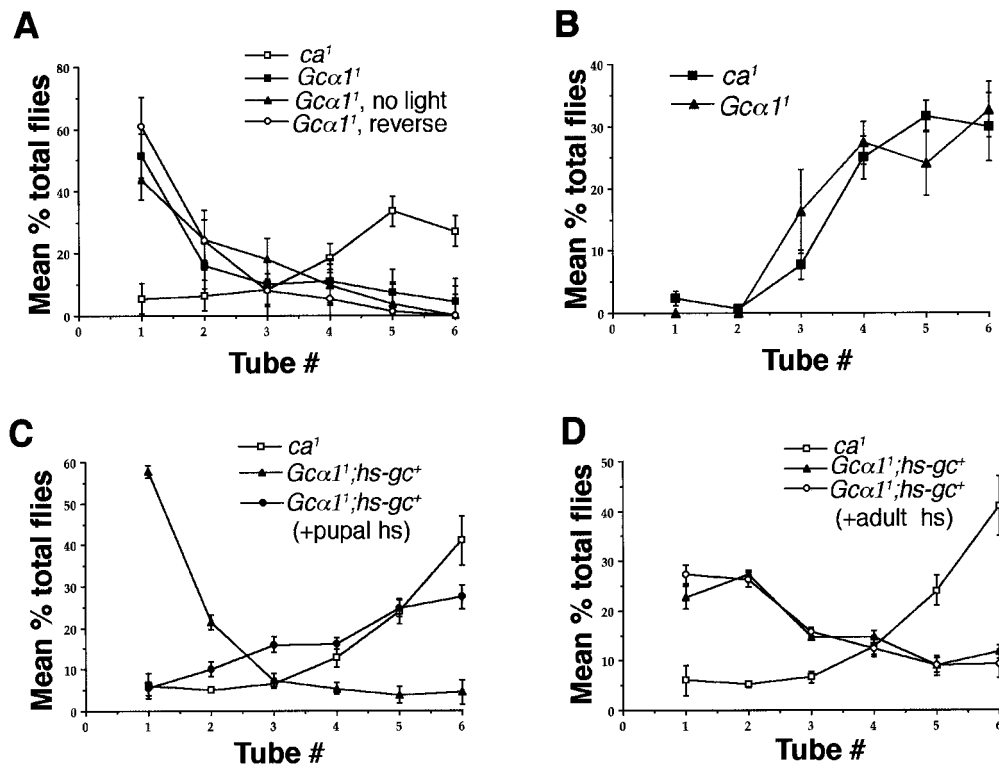 A
ca¹
Gcα1¹
Gcα1¹, no light
Gcα1¹, reverse
Mean % total flies
80
60
40
20
0
0 1 2 3 4 5 6
Tube #
B
ca¹
Gcα1¹
Mean % total flies
40
30
20
10
0
0 1 2 3 4 5 6
Tube #
C
ca¹
Gcα1¹;hs-gc⁺
Gcα1¹;hs-gc⁺
(+pupal hs)
Mean % total flies
60
50
40
30
20
10
0
0 1 2 3 4 5 6
Tube #
D
ca¹
Gcα1¹;hs-gc⁺
Gcα1¹;hs-gc⁺
(+adult hs)
Mean % total flies
50
40
30
20
10
0
0 1 2 3 4 5 6
Tube #